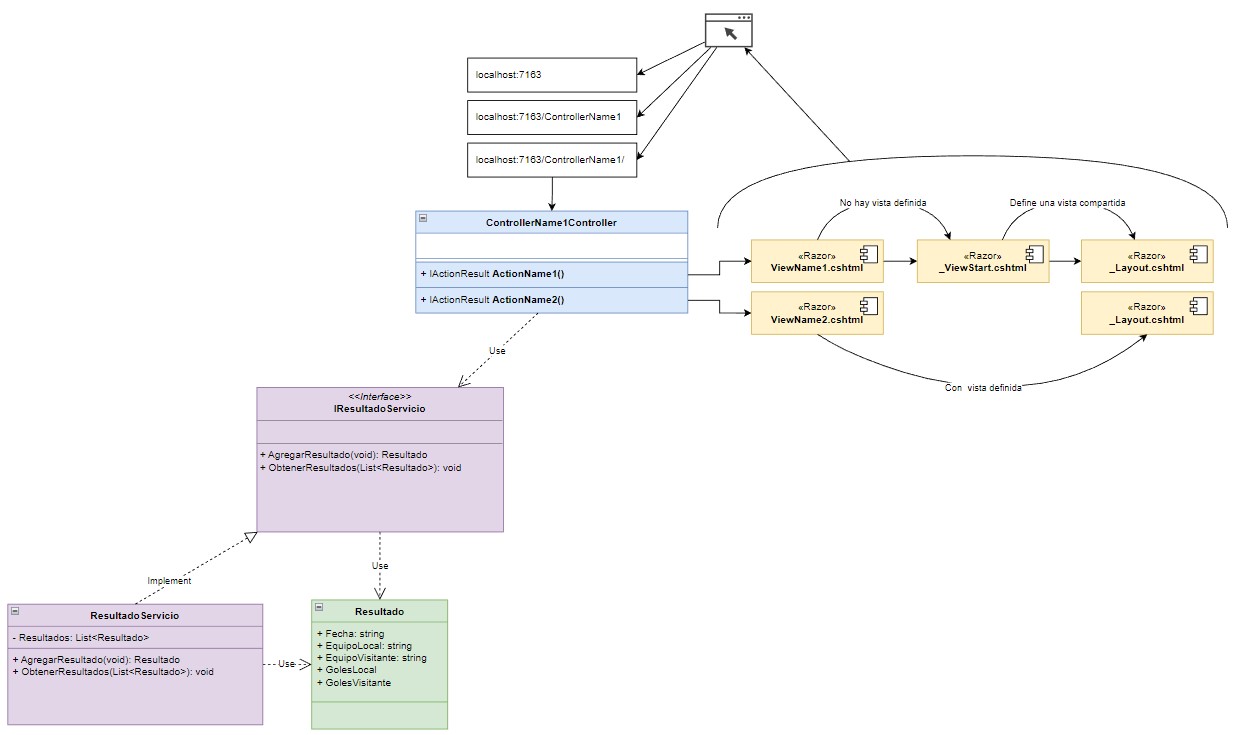 localhost:7163
localhost:7163/ControllerName1
localhost:7163/ControllerName1/
ControllerName1Controller
+ IActionResult ActionName1()
+ IActionResult ActionName2()
No hay vista definida
Define una vista compartida
«Razor»
ViewName1.cshtml
«Razor»
_ViewStart.cshtml
«Razor»
_Layout.cshtml
«Razor»
ViewName2.cshtml
«Razor»
_Layout.cshtml
Con vista definida
Use
<<Interface>>
IResultadoServicio
+ AgregarResultado(void): Resultado
+ ObtenerResultados(List<Resultado>): void
Implement
Use
ResultadoServicio
- Resultados: List<Resultado>
+ AgregarResultado(void): Resultado
+ ObtenerResultados(List<Resultado>): void
Use
Resultado
+ Fecha: string
+ EquipoLocal: string
+ EquipoVisitante: string
+ GolesLocal
+ GolesVisitante